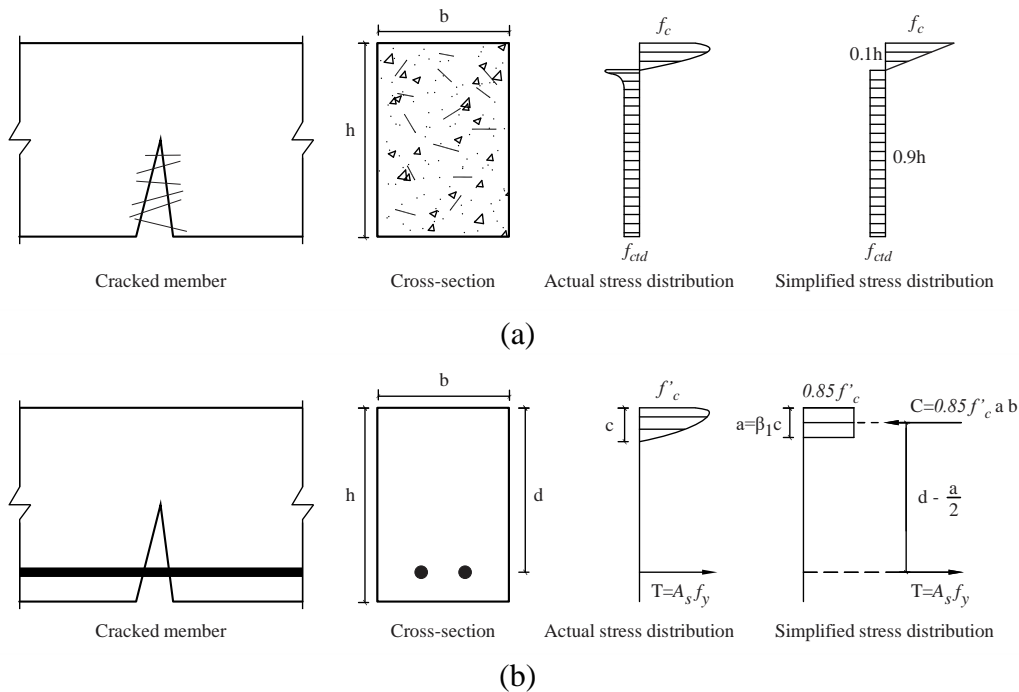 b
h
f_c
0.1h
f_ctd
f_c
0.9h
f_ctd
Cracked member
Cross-section
Actual stress distribution
Simplified stress distribution
(a)
b
h
d
f'_c
c
T=A_s f_y
0.85f'_c
a=β_1c
C=0.85f'_c a b
d - a/2
T=A_s f_y
Cracked member
Cross-section
Actual stress distribution
Simplified stress distribution
(b)